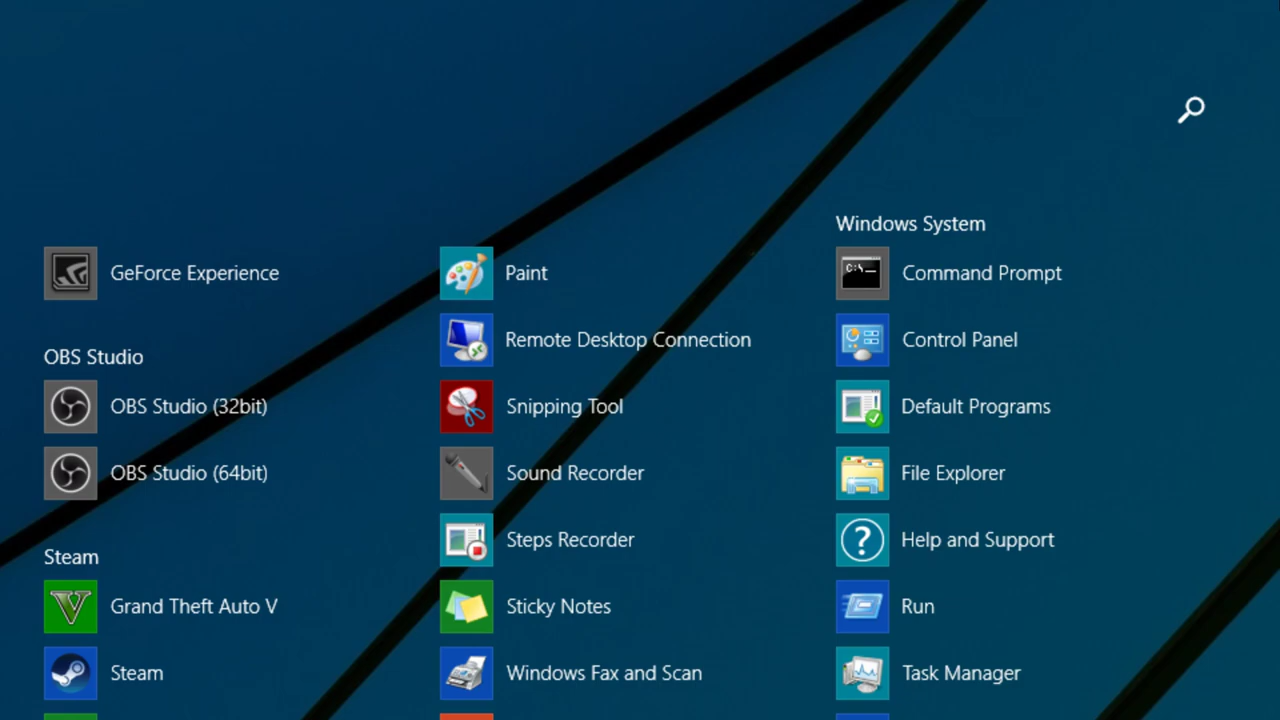 GeForce Experience
OBS Studio
OBS Studio (32bit)
OBS Studio (64bit)
Steam
Grand Theft Auto V
Steam
Paint
Remote Desktop Connection
Snipping Tool
Sound Recorder
Steps Recorder
Sticky Notes
Windows Fax and Scan
Windows System
C:\
Command Prompt
Control Panel
Default Programs
File Explorer
Help and Support
Run
Task Manager